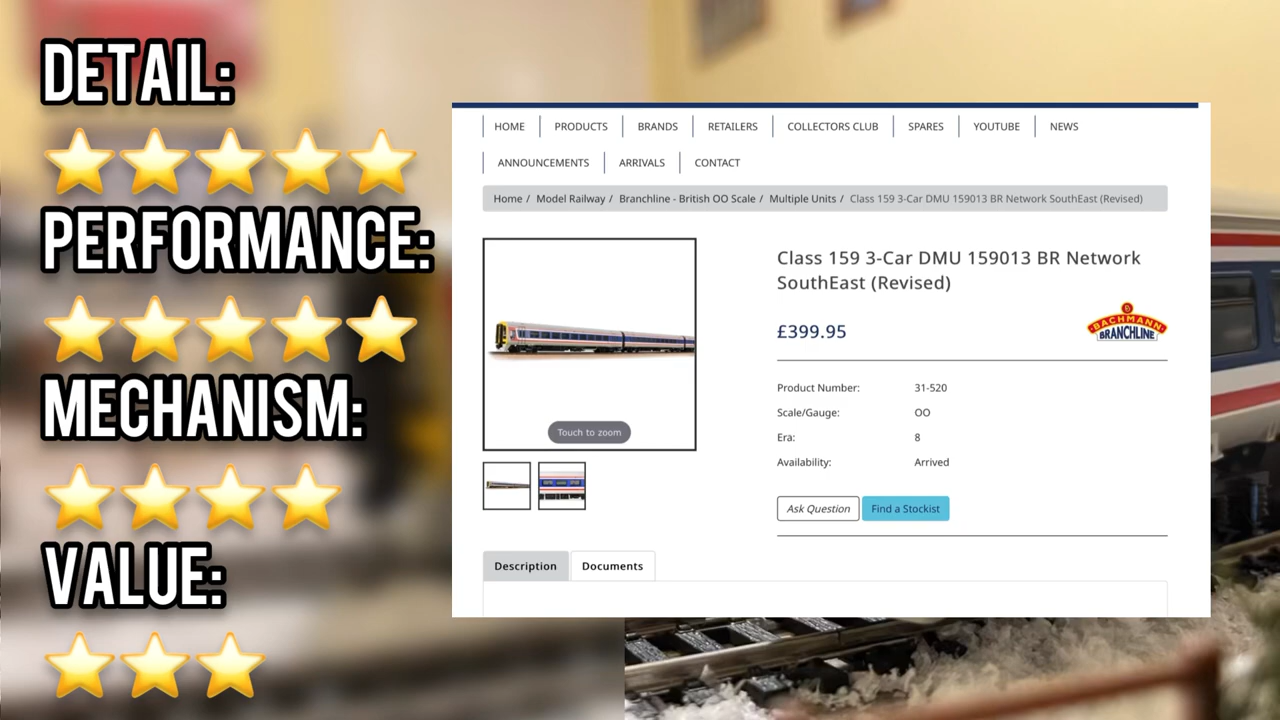 DETAIL:
PERFORMANCE:
MECHANISM:
VALUE:
HOME
PRODUCTS
BRANDS
RETAILERS
COLLECTORS CLUB
SPARES
YOUTUBE
NEWS
ANNOUNCEMENTS
ARRIVALS
CONTACT
Home / Model Railway / Branchline - British OO Scale / Multiple Units / Class 159 3-Car DMU 159013 BR Network SouthEast (Revised)
Touch to zoom
Class 159 3-Car DMU 159013 BR Network
SouthEast (Revised)
£399.95
BACHMANN
BRANCHLINE
Product Number: 31-520
Scale/Gauge: OO
Era: 8
Availability: Arrived
Ask Question
Find a Stockist
Description
Documents